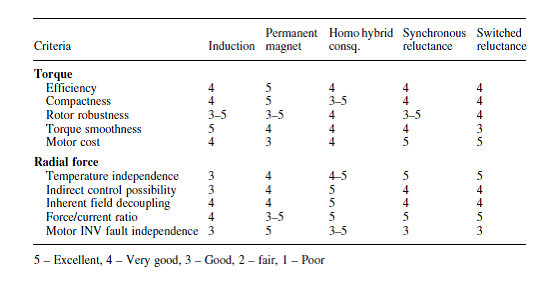 Criteria Induction Permanent magnet Homo hybrid consq. Synchronous reluctance Switched reluctance
Torque
Efficiency 4 5 4 4 4
Compactness 4 5 3–5 4 4
Rotor robustness 3–5 3–5 4 3–5 4
Torque smoothness 5 4 4 4 3
Motor cost 4 3 4 5 5
Radial force
Temperature independence 3 4 4–5 5 5
Indirect control possibility 3 4 5 4 4
Inherent field decoupling 4 4 5 4 4
Force/current ratio 4 3–5 5 5 5
Motor INV fault independence 3 5 3–5 3 3
5 – Excellent, 4 – Very good, 3 – Good, 2 – fair, 1 – Poor